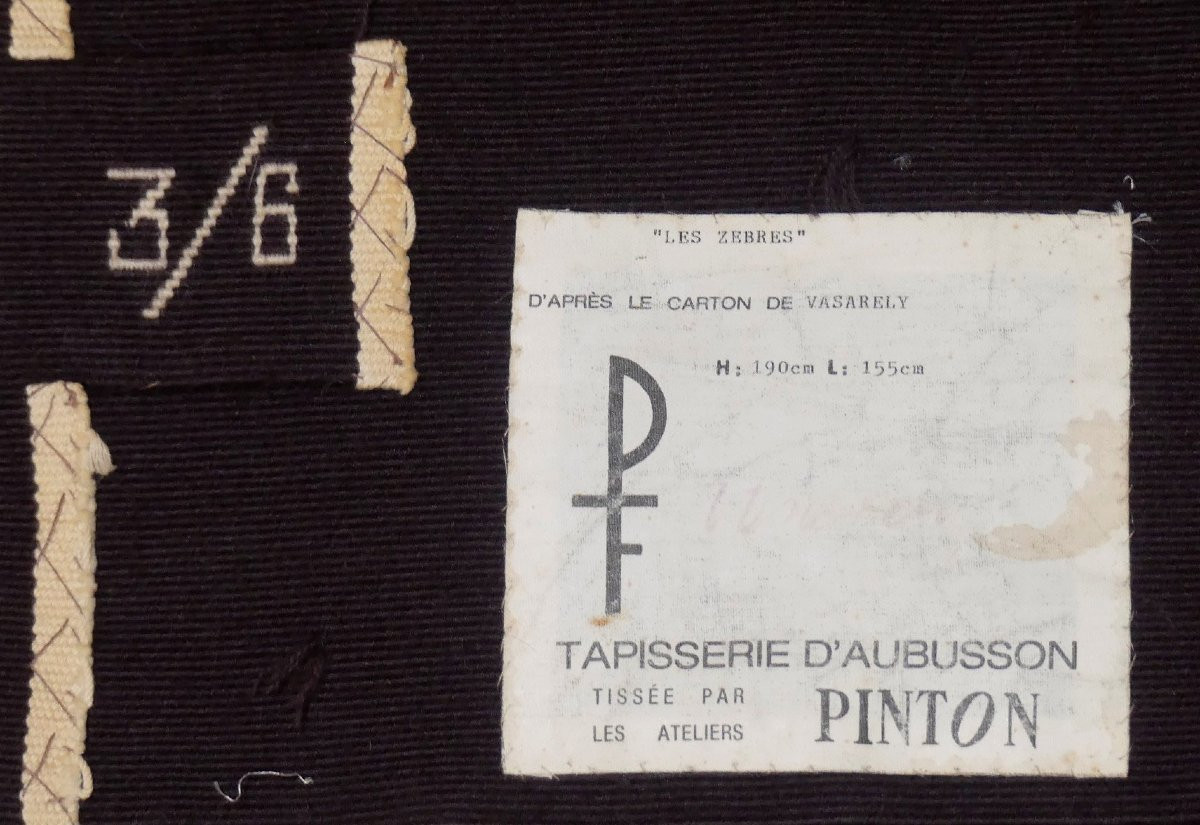 3/6
"LES ZEBRES"
D'APRÈS LE CARTON DE VASARELY
H: 190cm L: 155cm
PF
TAPISSERIE D'AUBUSSON
TISSÉE PAR
LES ATELIERS
PINTON